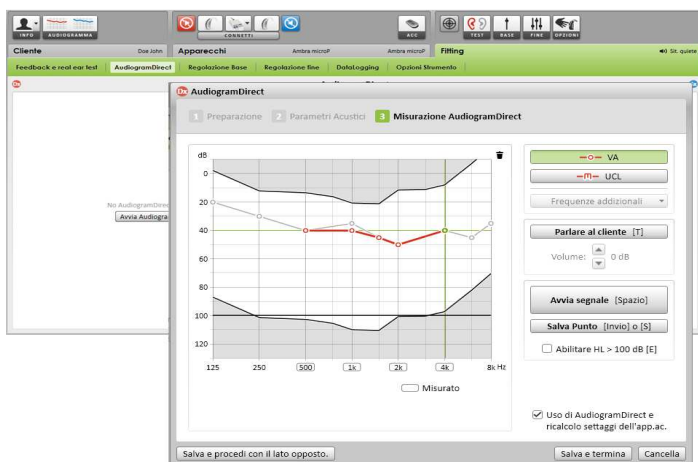 INFO AUDIOGRAMMA CONNETTI ACC TEST BASE FINE OPZIONI
Cliente Doe John Apparecchi Ambra microP Ambra microP Fitting Sit. quiete
Feedback e real ear test AudiogramDirect Regolazione Base Regolazione fine DataLogging Opzioni Strumento
Dx AudiogramDirect
1 Preparazione 2 Parametri Acustici 3 Misurazione AudiogramDirect
No AudiogramDirec
Avvia Audiogra
dB
0
20
40
60
80
100
120
125 250 500 1k 2k 4k 8k Hz
Misurato
VA
UCL
Frequenze addizionali
Parlare al cliente [T]
Volume: 0 dB
Avvia segnale [Spazio]
Salva Punto [Invio] o [S]
Abilitare HL > 100 dB [E]
Uso di AudiogramDirect e
ricalcolo settaggi dell'app.ac.
Salva e procedi con il lato opposto. Salva e termina Cancella